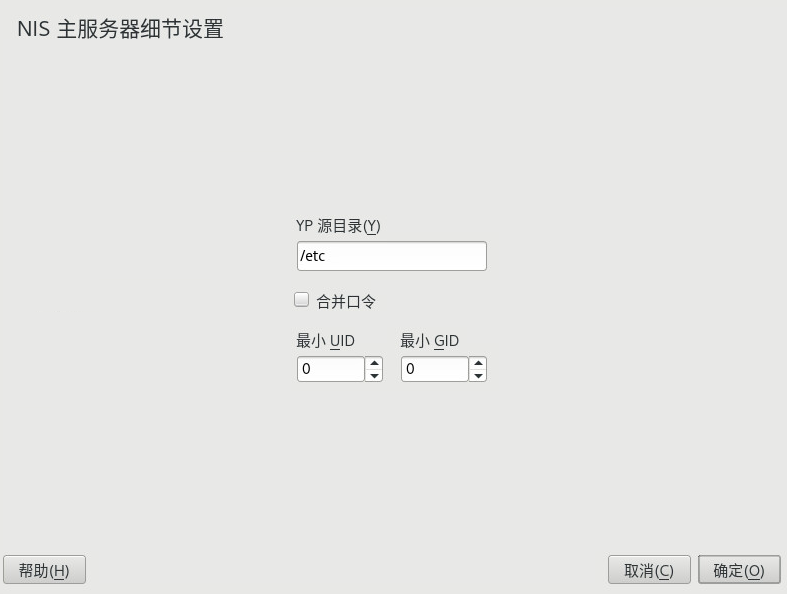 NIS 主服务器细节设置
YP 源目录(Y)
/etc
合并口令
最小 UID 最小 GID
0 0
帮助(H) 取消(C) 确定(O)